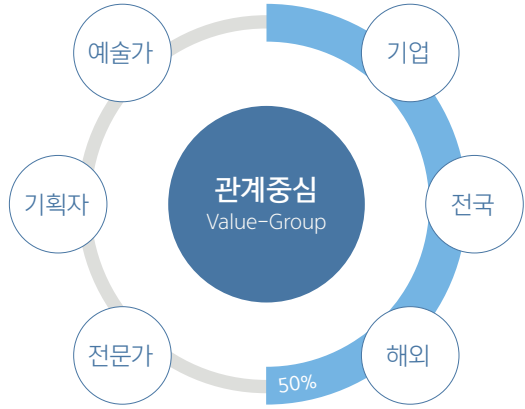 예술가
기업
기획자
관계중심
Value-Group
전국
전문가
해외
50%